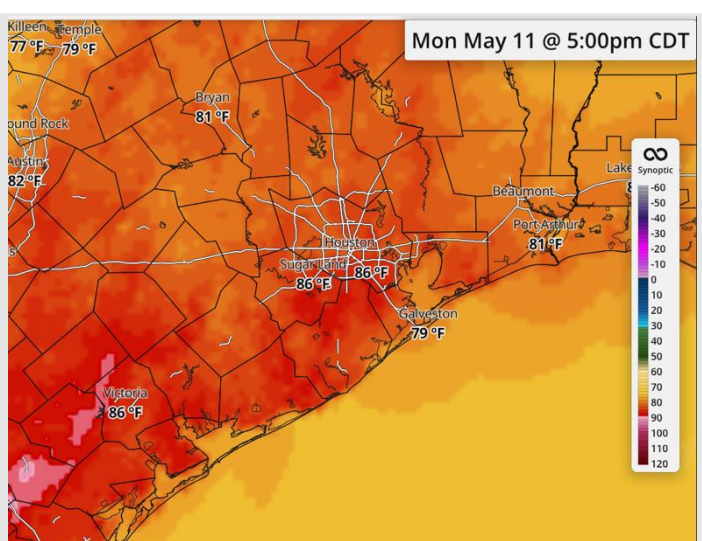 Mon May 11 @ 5:00pm CDT
Killeen
77 °F
Temple
79 °F
Bryan
81 °F
ound Rock
Austin
82 °F
s
Houston
86 °F
Sugar Land
86 °F
Beaumont
Port Arthur
81 °F
Lake
Galveston
79 °F
Victoria
86 °F
Synoptic
-60
-50
-40
-30
-20
-10
0
10
20
30
40
50
60
70
80
90
100
110
120